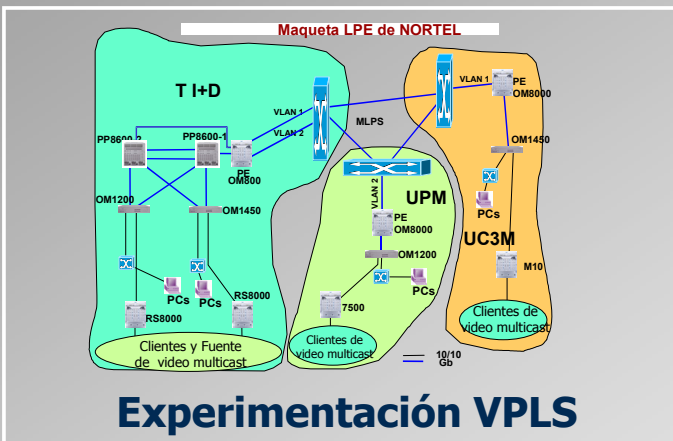 Maqueta LPE de NORTEL
T I+D
VLAN 1
VLAN 2
MLPS
VLAN 1
PE
OM8000
PP8600-2
PP8600-1
PE
OM800
OM1200
OM1450
PCs
PCs
RS8000
RS8000
Clientes y Fuente
de video multicast
VLAN 2
UPM
PE
OM8000
OM1200
PCs
7500
Clientes de
video multicast
OM1450
PCs
UC3M
M10
Clientes de
video multicast
10/10
Gb
Experimentación VPLS